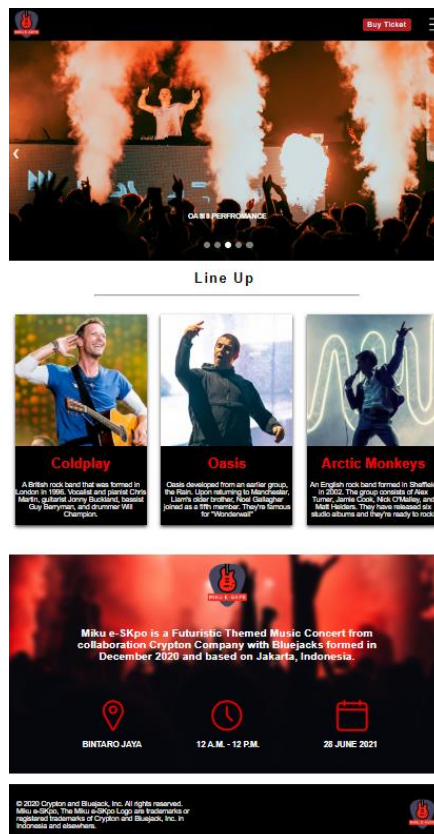 MIKU E-SKPO
Buy Ticket
OASIS PERFROMANCE
Line Up
Coldplay
A British rock band that was formed in
London in 1996. Vocalist and pianist Chris
Martin, guitarist Jonny Buckland, bassist
Guy Berryman, and drummer Will
Champion.
Oasis
Oasis developed from an earlier group,
the Rain. Upon returning to Manchester,
Liam's older brother, Noel Gallagher
joined as a fifth member. They're famous
for "Wonderwall"
Arctic Monkeys
An English rock band formed in Sheffield
in 2002. The group consists of Alex
Turner, Jamie Cook, Nick O'Malley, and
Matt Helders. They have released six
studio albums and they're ready to rock
MIKU E-SKPO
Miku e-SKpo is a Futuristic Themed Music Concert from
collaboration Crypton Company with Bluejacks formed in
December 2020 and based on Jakarta, Indonesia.
BINTARO JAYA
12 A.M. - 12 P.M.
28 JUNE 2021
© 2020 Crypton and Bluejack, Inc. All rights reserved.
Miku e-SKpo, The Miku e-SKpo Logo are trademarks or
registered trademarks of Crypton and Bluejack, Inc. in
Indonesia and elsewhere.
MIKU E-SKPO